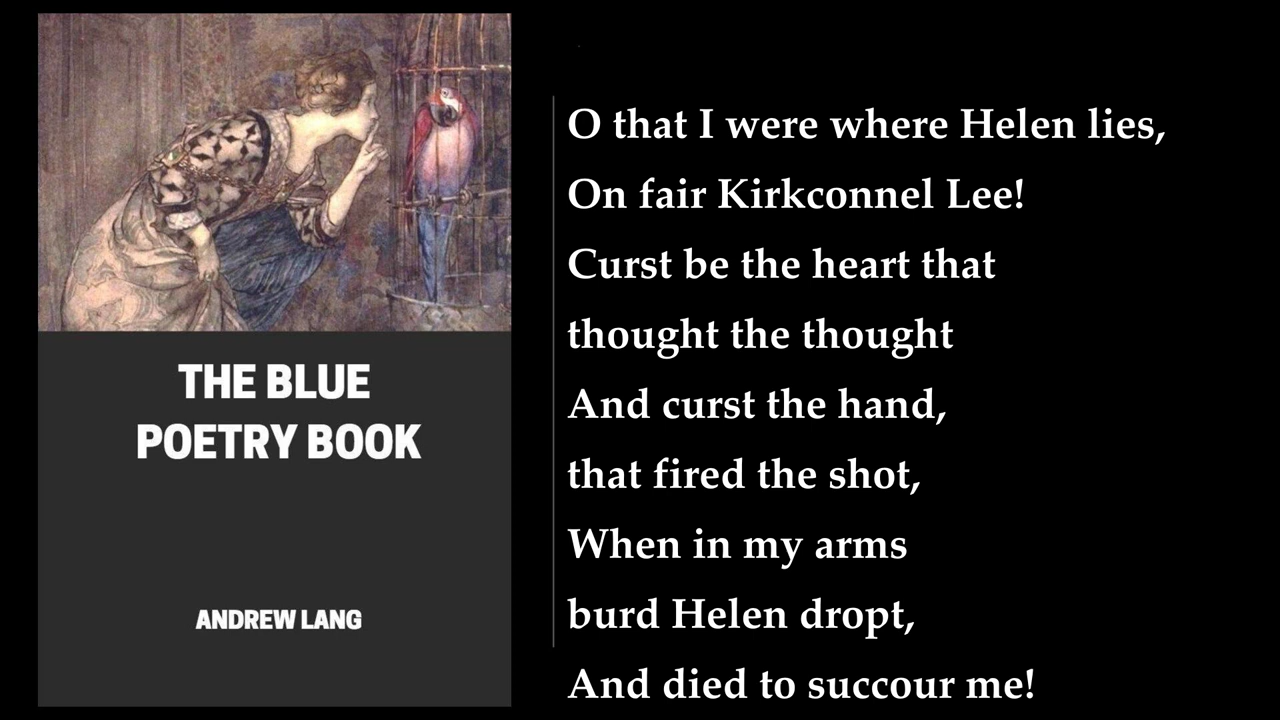 THE BLUE
POETRY BOOK
ANDREW LANG
O that I were where Helen lies,
On fair Kirkconnel Lee!
Curst be the heart that
thought the thought
And curst the hand,
that fired the shot,
When in my arms
burd Helen dropt,
And died to succour me!